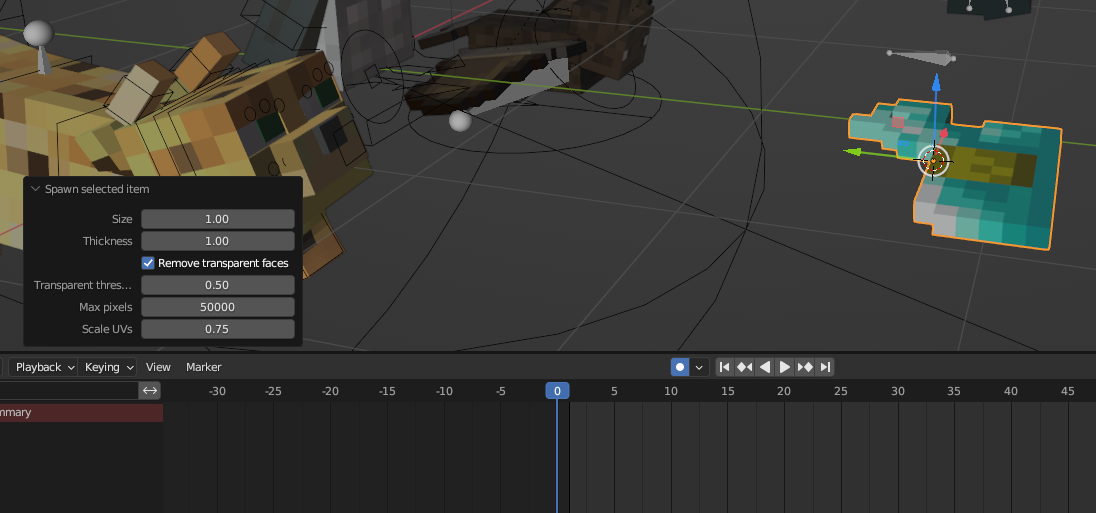 Spawn selected item
Size 1.00
Thickness 1.00
Remove transparent faces
Transparent thres... 0.50
Max pixels 50000
Scale UVs 0.75
Playback Keying View Marker
-30 -25 -20 -15 -10 -5 0 5 10 15 20 25 30 35 40 45
mmary